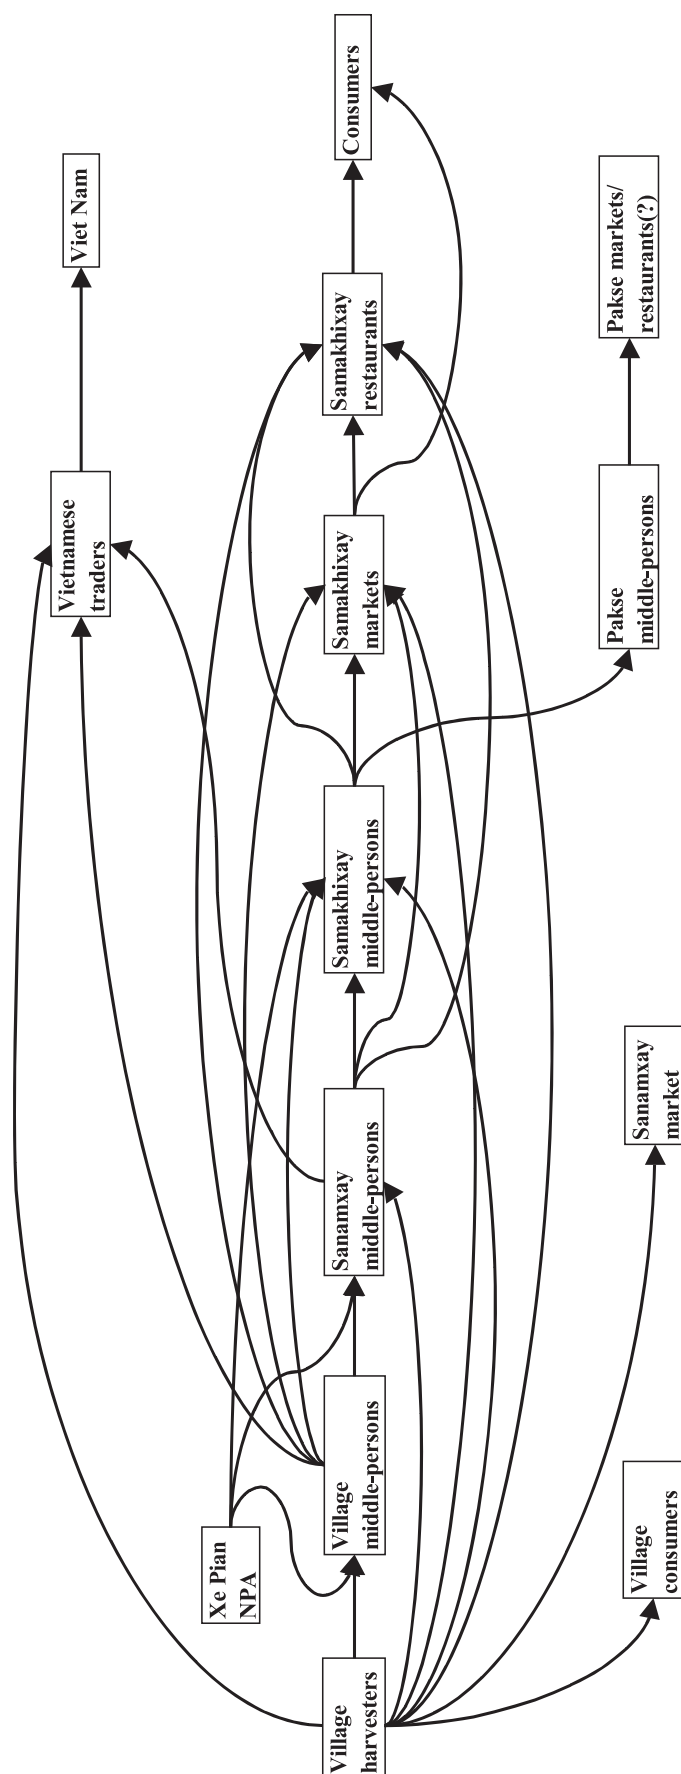 Consumers
Viet Nam
Pakse markets/
restaurants(?)
Samakhixay
restaurants
Vietnamese
traders
Samakhixay
markets
Pakse
middle-persons
Samakhixay
middle-persons
Sanamxay
market
Sanamxay
middle-persons
Village
middle-persons
Village
consumers
Xe Pian
NPA
Village
harvesters